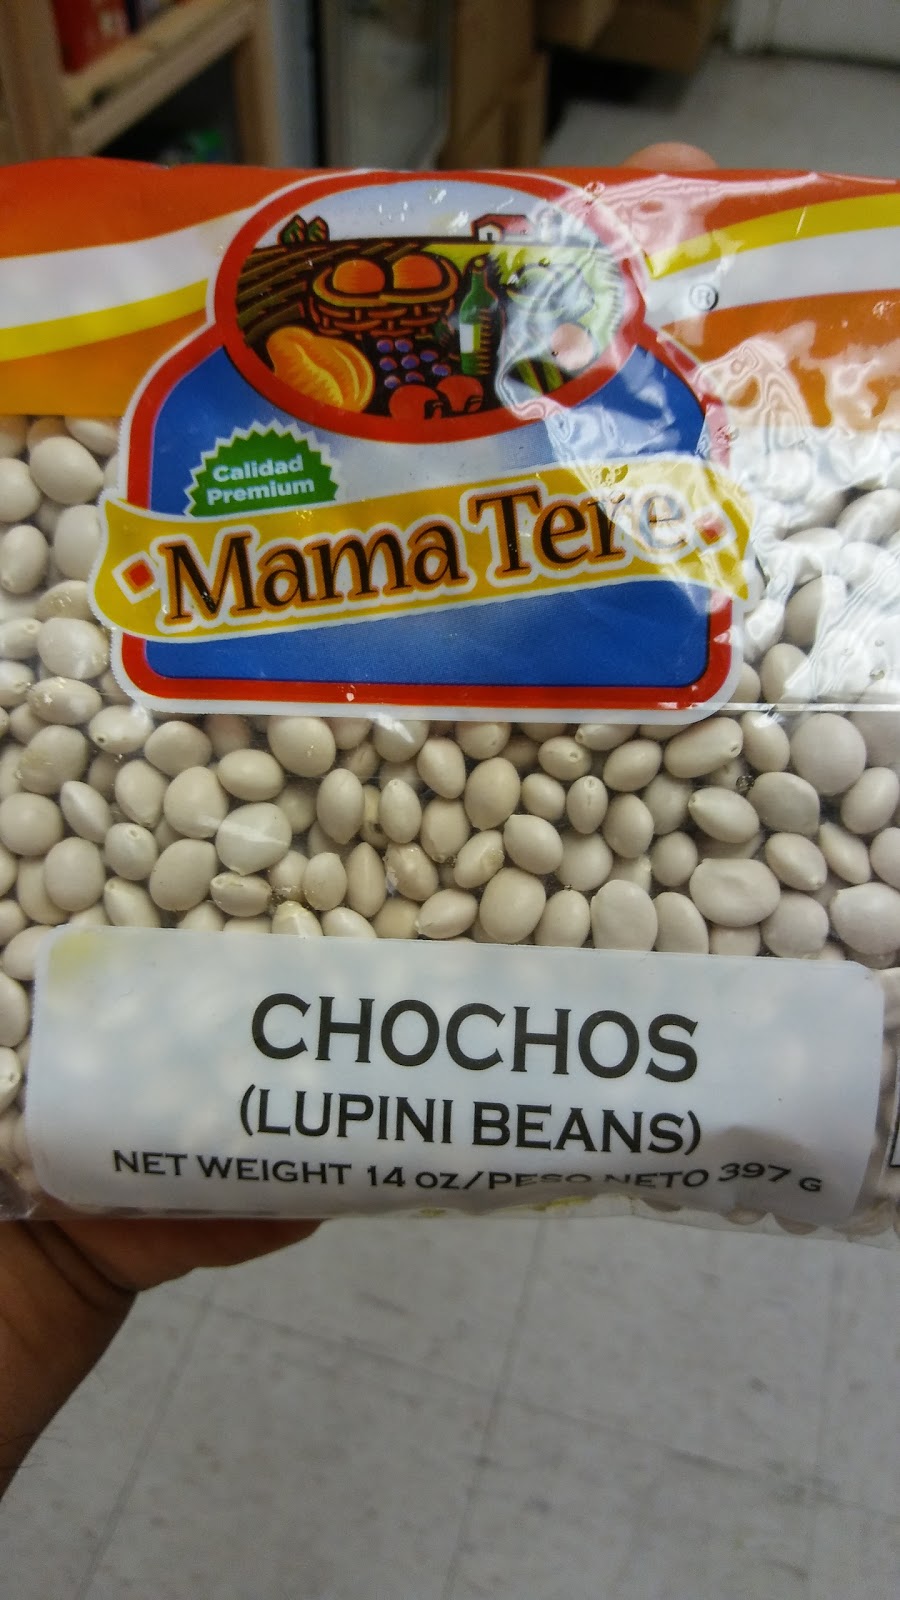 ®
Calidad
Premium
Mama Tere
CHOCHOS
(LUPINI BEANS)
NET WEIGHT 14 OZ/PESO NETO 397 G